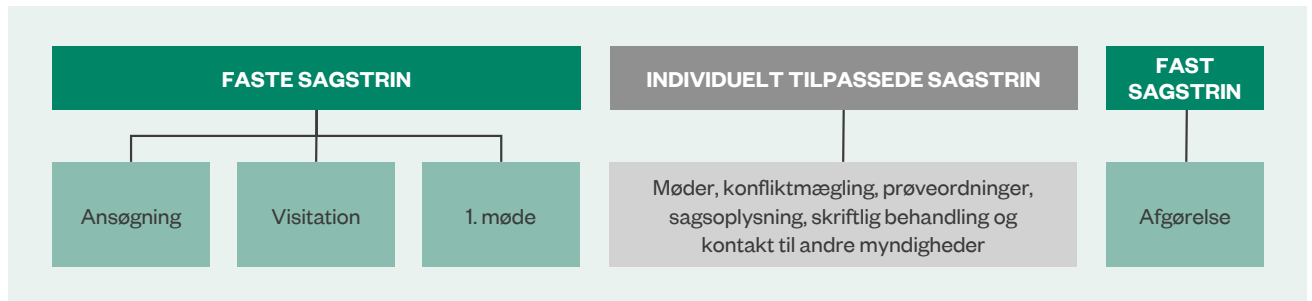 FASTE SAGSTRIN
INDIVIDUELT TILPASSEDE SAGSTRIN
FAST
SAGSTRIN
Ansøgning
Visitation
1. møde
Møder, konfliktmægling, prøveordninger,
sagsoplysning, skriftlig behandling og
kontakt til andre myndigheder
Afgørelse